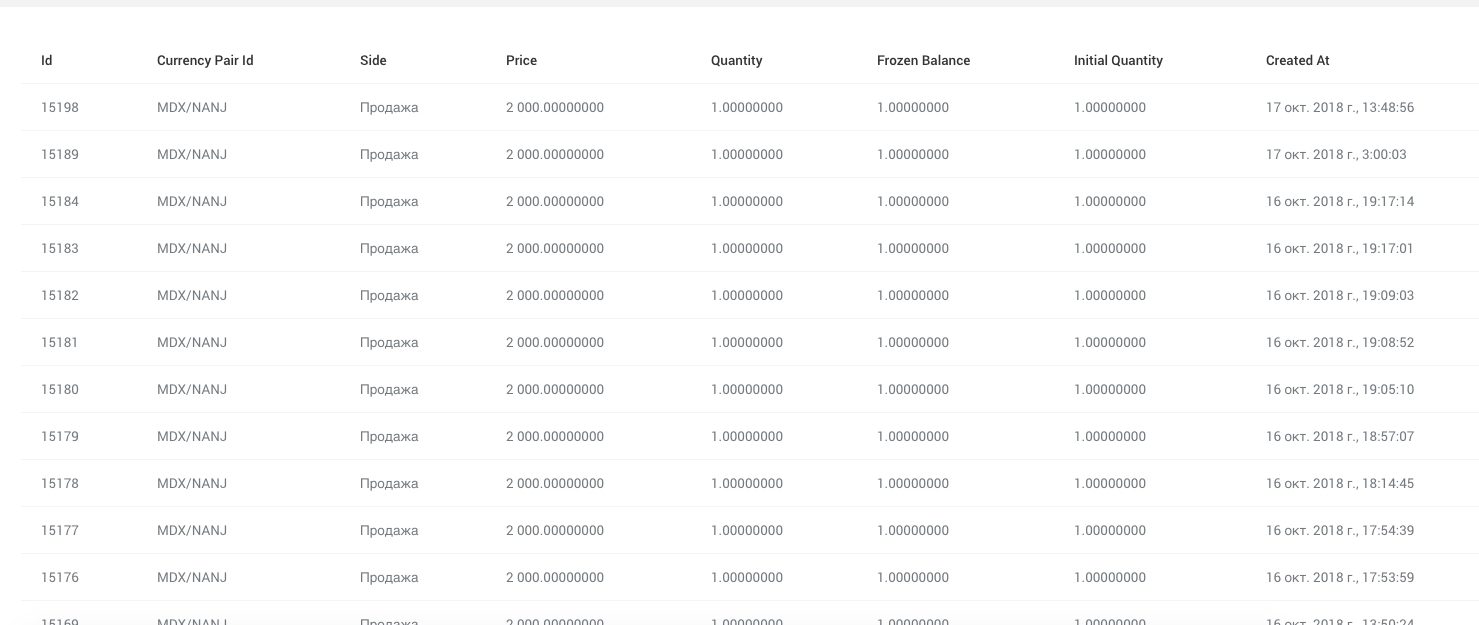 Id Currency Pair Id Side Price Quantity Frozen Balance Initial Quantity Created At
15198 MDX/NANJ Продажа 2 000.00000000 1.00000000 1.00000000 1.00000000 17 окт. 2018 г., 13:48:56
15189 MDX/NANJ Продажа 2 000.00000000 1.00000000 1.00000000 1.00000000 17 окт. 2018 г., 3:00:03
15184 MDX/NANJ Продажа 2 000.00000000 1.00000000 1.00000000 1.00000000 16 окт. 2018 г., 19:17:14
15183 MDX/NANJ Продажа 2 000.00000000 1.00000000 1.00000000 1.00000000 16 окт. 2018 г., 19:17:01
15182 MDX/NANJ Продажа 2 000.00000000 1.00000000 1.00000000 1.00000000 16 окт. 2018 г., 19:09:03
15181 MDX/NANJ Продажа 2 000.00000000 1.00000000 1.00000000 1.00000000 16 окт. 2018 г., 19:08:52
15180 MDX/NANJ Продажа 2 000.00000000 1.00000000 1.00000000 1.00000000 16 окт. 2018 г., 19:05:10
15179 MDX/NANJ Продажа 2 000.00000000 1.00000000 1.00000000 1.00000000 16 окт. 2018 г., 18:57:07
15178 MDX/NANJ Продажа 2 000.00000000 1.00000000 1.00000000 1.00000000 16 окт. 2018 г., 18:14:45
15177 MDX/NANJ Продажа 2 000.00000000 1.00000000 1.00000000 1.00000000 16 окт. 2018 г., 17:54:39
15176 MDX/NANJ Продажа 2 000.00000000 1.00000000 1.00000000 1.00000000 16 окт. 2018 г., 17:53:59
15169 MDX/NANJ Продажа 2 000.00000000 1.00000000 1.00000000 1.00000000 16 окт. 2018 г., 13:50:24